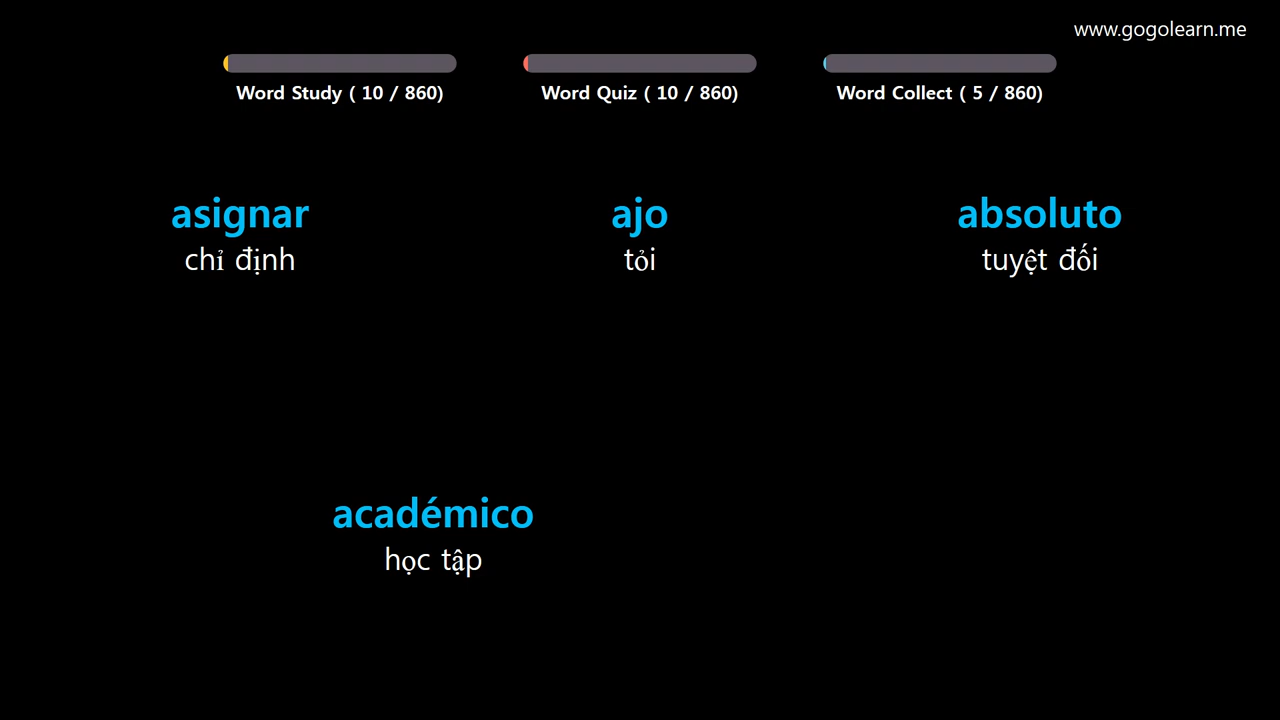 www.gogolearn.me
Word Study ( 10 / 860)
Word Quiz ( 10 / 860)
Word Collect ( 5 / 860)
asignar
chỉ định
ajo
tỏi
absoluto
tuyệt đối
académico
học tập